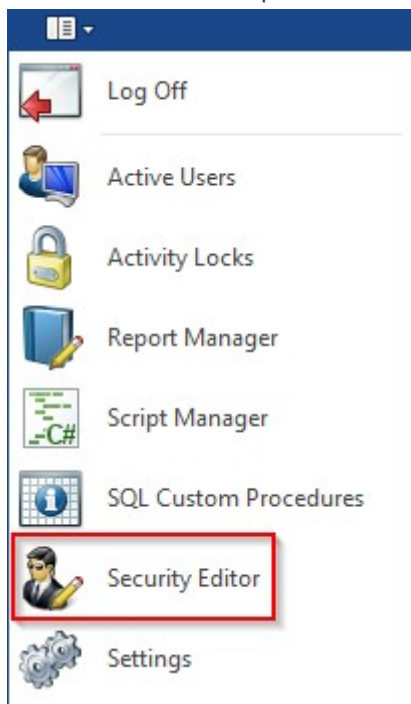 Log Off
Active Users
Activity Locks
Report Manager
Script Manager
C#
SQL Custom Procedures
Security Editor
Settings